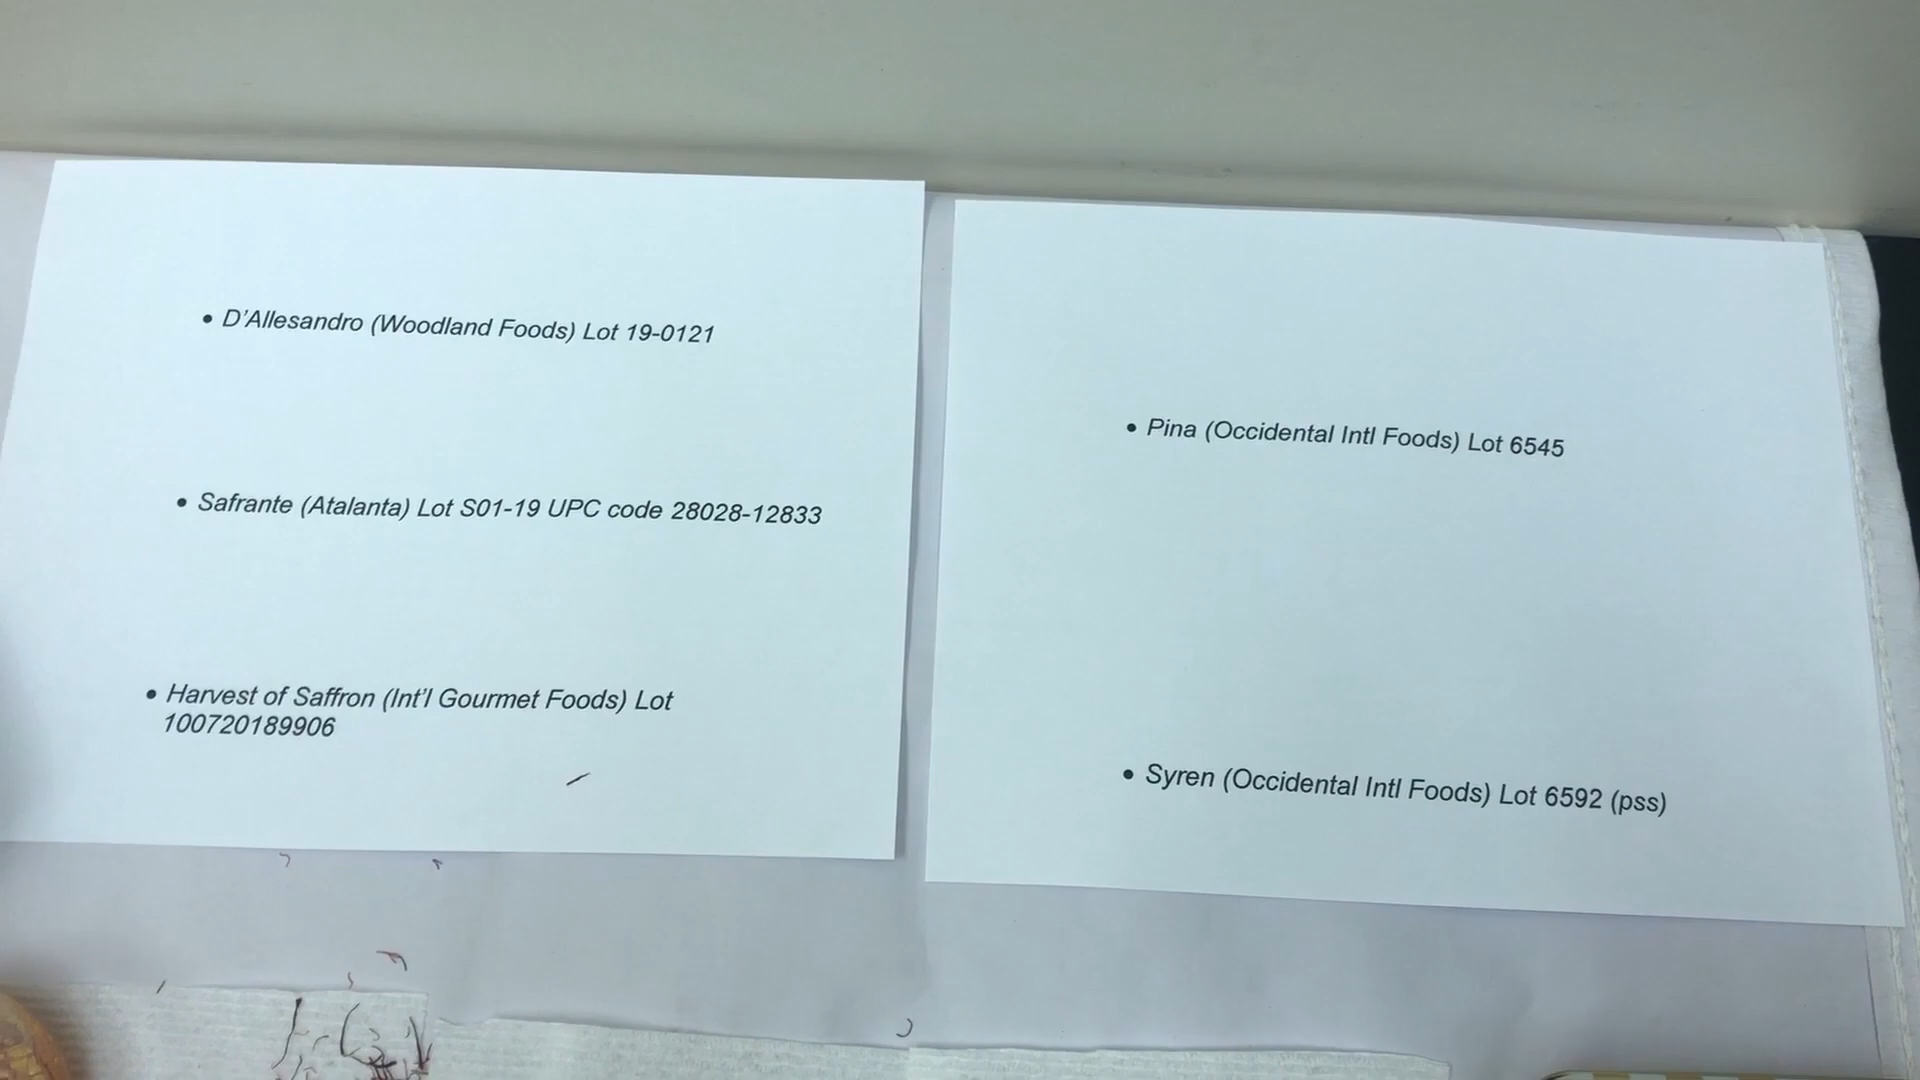 • D'Allesandro (Woodland Foods) Lot 19-0121
• Safrante (Atalanta) Lot S01-19 UPC code 28028-12833
• Harvest of Saffron (Int'l Gourmet Foods) Lot
100720189906
• Pina (Occidental Intl Foods) Lot 6545
• Syren (Occidental Intl Foods) Lot 6592 (pss)